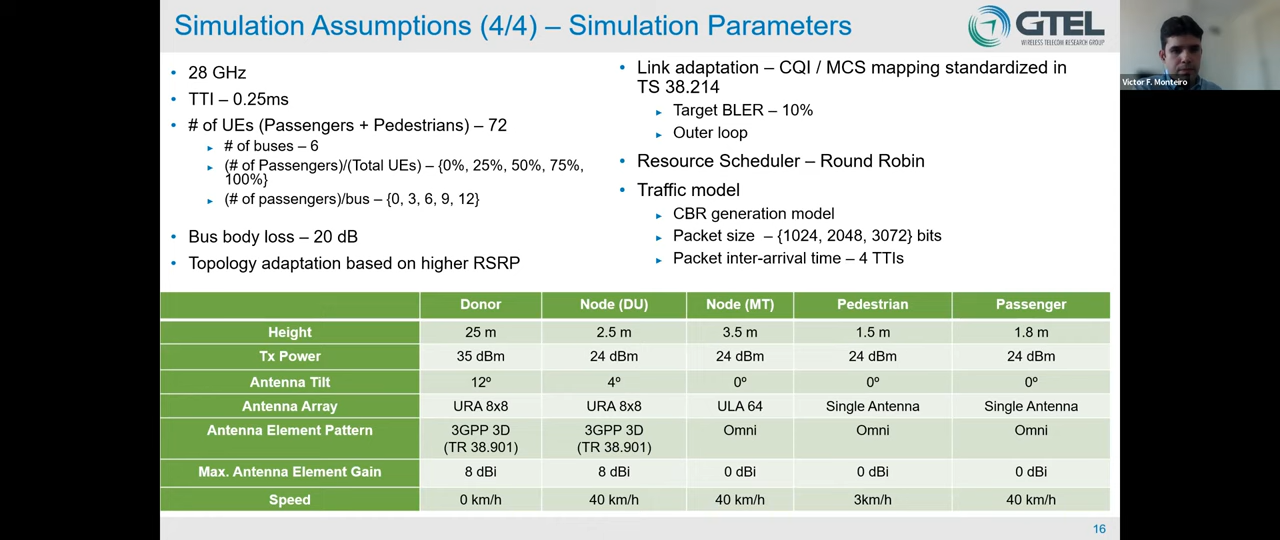 Simulation Assumptions (4/4) – Simulation Parameters
GTEL
WIRELESS TELECOM RESEARCH GROUP
Victor F. Monteiro
• 28 GHz
• TTI – 0.25ms
• # of UEs (Passengers + Pedestrians) – 72
► # of buses – 6
► (# of Passengers)/(Total UEs) – {0%, 25%, 50%, 75%,
100%}
► (# of passengers)/bus – {0, 3, 6, 9, 12}
• Bus body loss – 20 dB
• Topology adaptation based on higher RSRP
• Link adaptation – CQI / MCS mapping standardized in
TS 38.214
► Target BLER – 10%
► Outer loop
• Resource Scheduler – Round Robin
• Traffic model
► CBR generation model
► Packet size – {1024, 2048, 3072} bits
► Packet inter-arrival time – 4 TTIs
Donor Node (DU) Node (MT) Pedestrian Passenger
Height 25 m 2.5 m 3.5 m 1.5 m 1.8 m
Tx Power 35 dBm 24 dBm 24 dBm 24 dBm 24 dBm
Antenna Tilt 12º 4º 0º 0º 0º
Antenna Array URA 8x8 URA 8x8 ULA 64 Single Antenna Single Antenna
Antenna Element Pattern 3GPP 3D 3GPP 3D Omni Omni Omni
(TR 38.901) (TR 38.901)
Max. Antenna Element Gain 8 dBi 8 dBi 0 dBi 0 dBi 0 dBi
Speed 0 km/h 40 km/h 40 km/h 3km/h 40 km/h
16